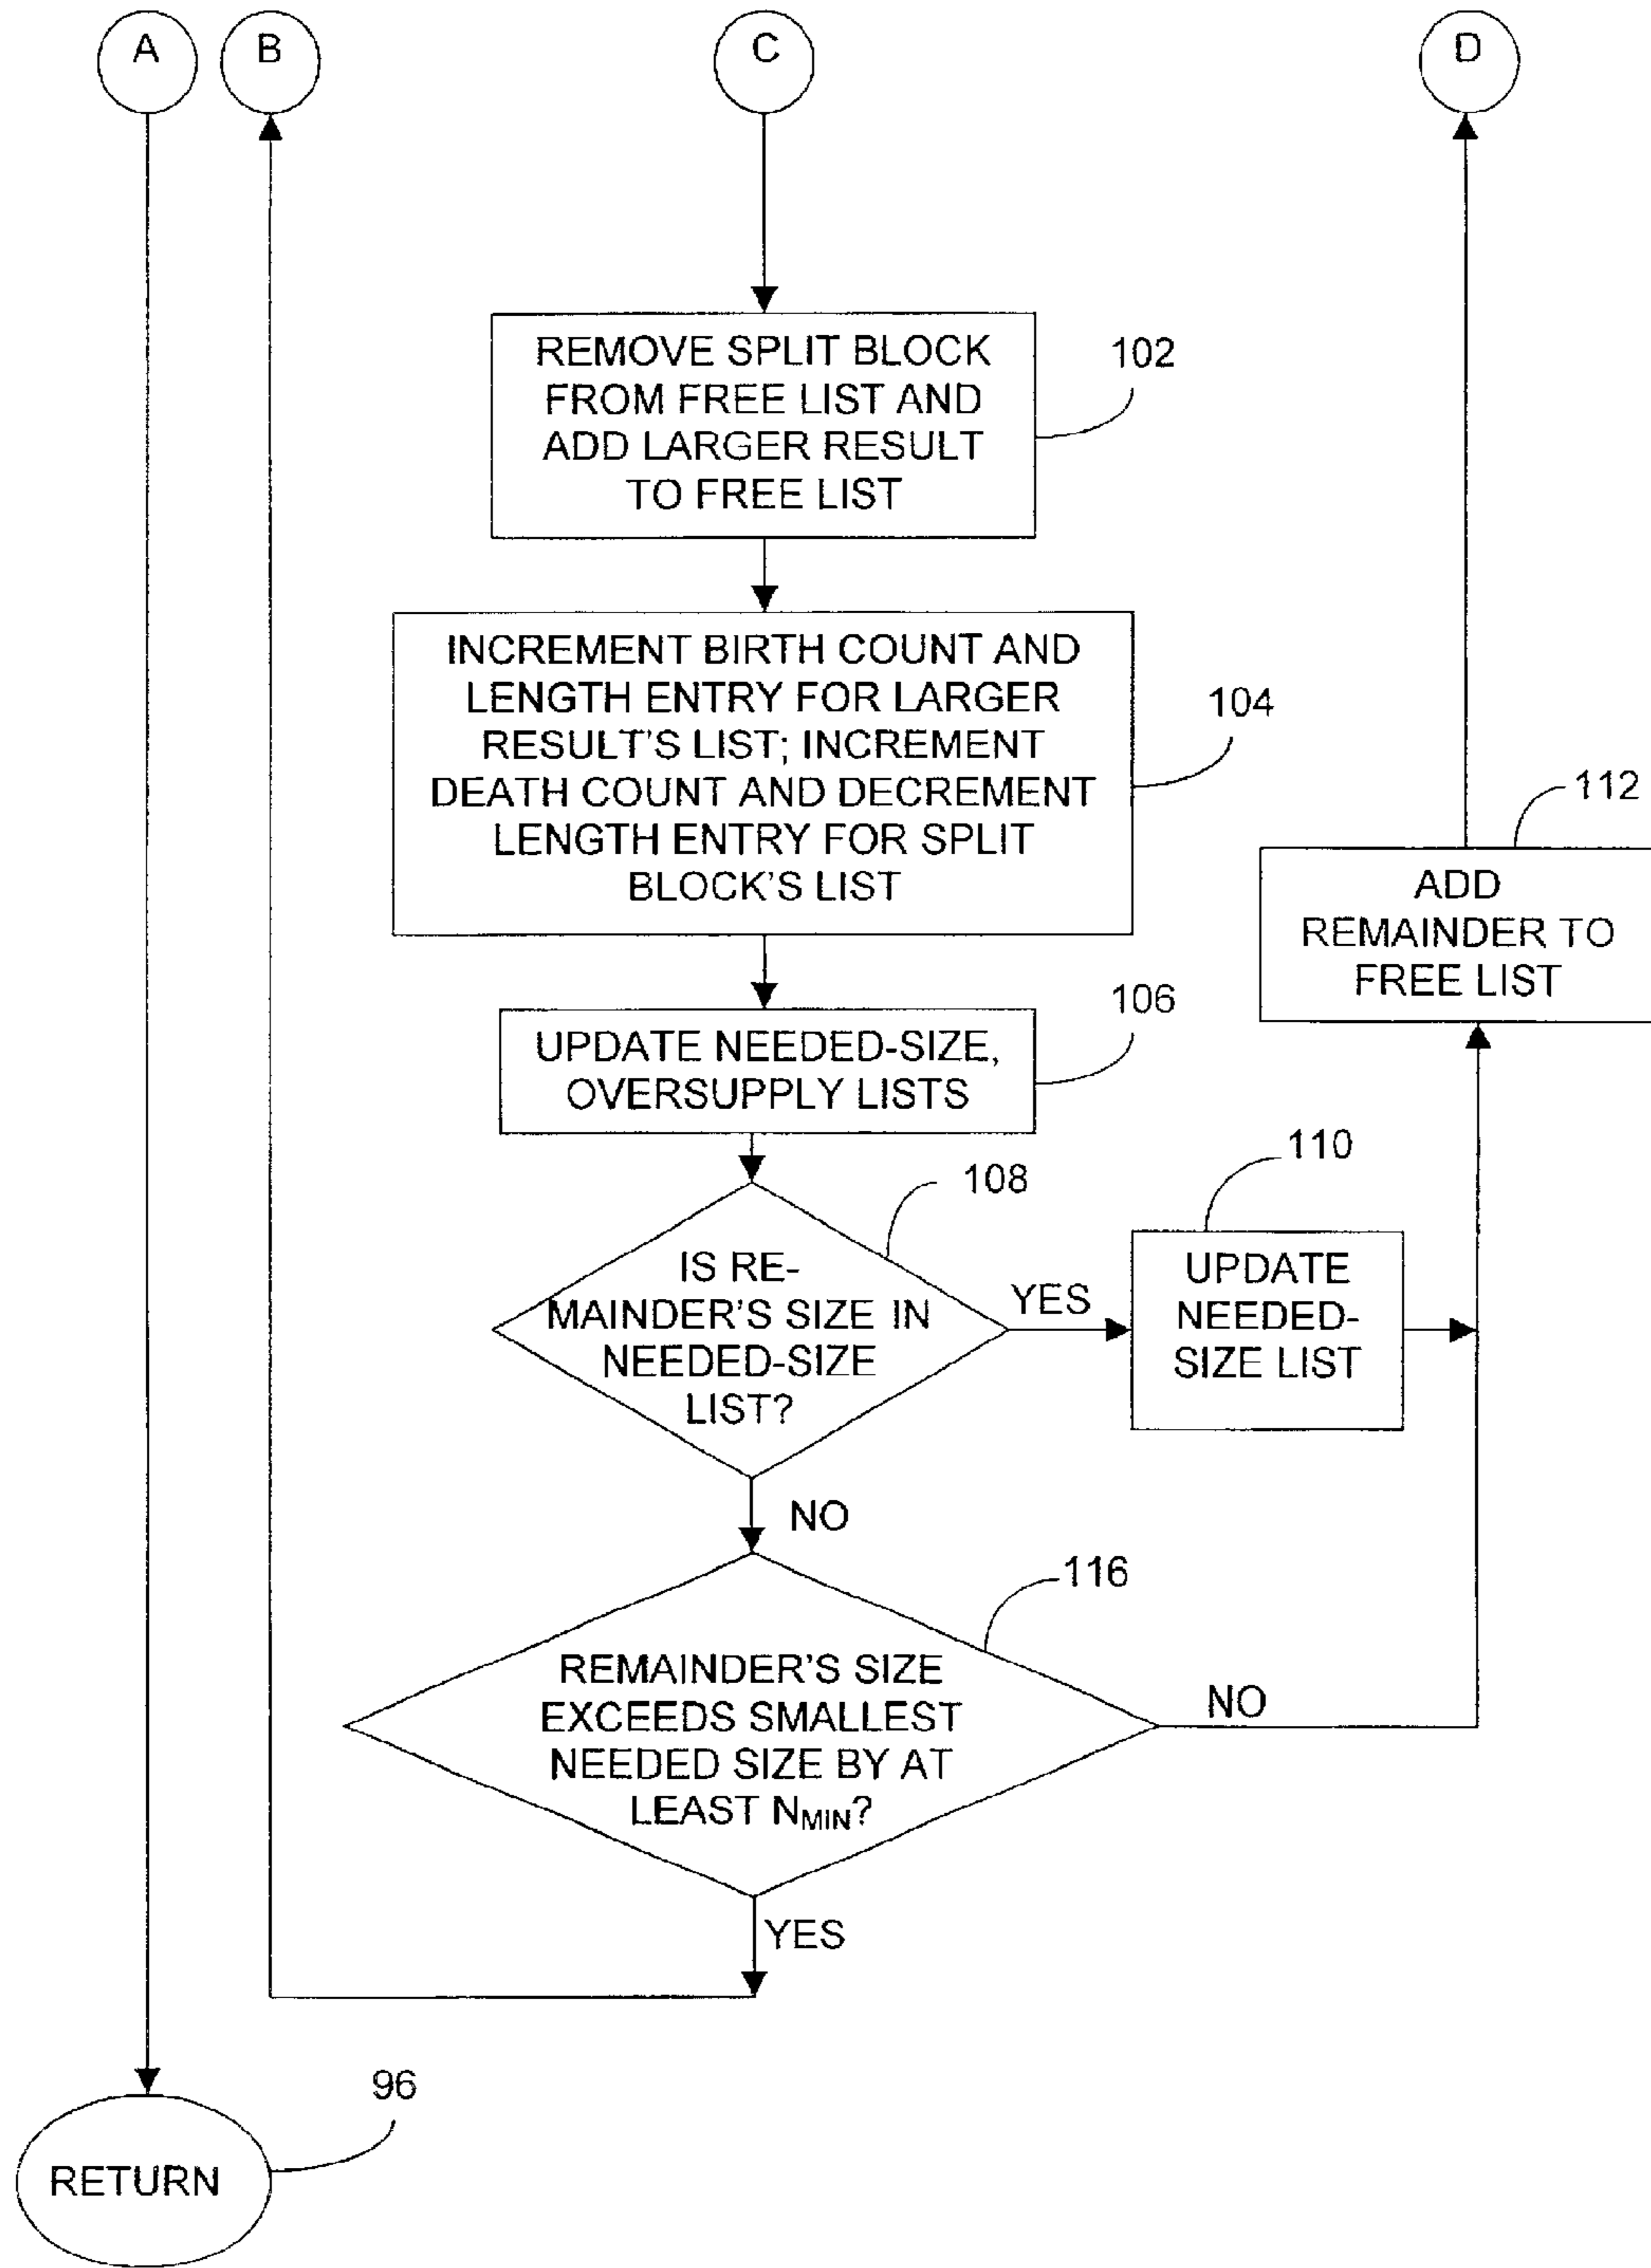 A
B
C
D
REMOVE SPLIT BLOCK
FROM FREE LIST AND
ADD LARGER RESULT
TO FREE LIST
102
INCREMENT BIRTH COUNT AND
LENGTH ENTRY FOR LARGER
RESULT'S LIST; INCREMENT
DEATH COUNT AND DECREMENT
LENGTH ENTRY FOR SPLIT
BLOCK'S LIST
104
112
ADD
REMAINDER TO
FREE LIST
UPDATE NEEDED-SIZE,
OVERSUPPLY LISTS
106
108
IS RE-
MAINDER'S SIZE IN
NEEDED-SIZE
LIST?
YES
110
UPDATE
NEEDED-
SIZE LIST
NO
116
REMAINDER'S SIZE
EXCEEDS SMALLEST
NEEDED SIZE BY AT
LEAST NMIN?
NO
YES
96
RETURN